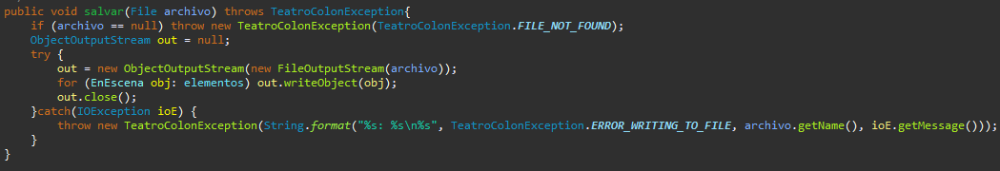 public void salvar(File archivo) throws TeatroColonException{
    if (archivo == null) throw new TeatroColonException(TeatroColonException.FILE_NOT_FOUND);
    ObjectOutputStream out = null;
    try {
        out = new ObjectOutputStream(new FileOutputStream(archivo));
        for (EnEscena obj: elementos) out.writeObject(obj);
        out.close();
    }catch(IOException ioE) {
        throw new TeatroColonException(String.format("%s: %s\n%s", TeatroColonException.ERROR_WRITING_TO_FILE, archivo.getName(), ioE.getMessage()));
    }
}